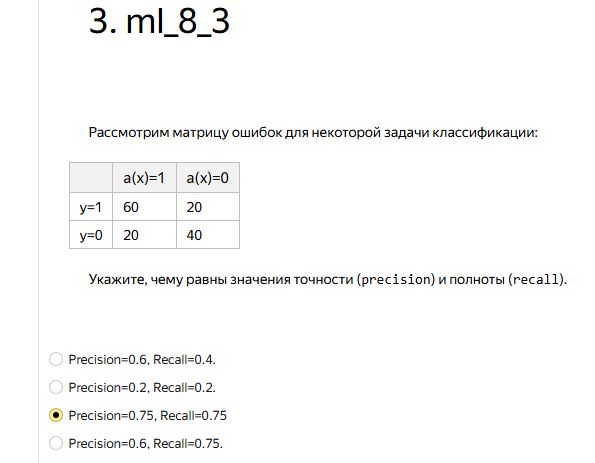 3. ml_8_3
Рассмотрим матрицу ошибок для некоторой задачи классификации:
a(x)=1 a(x)=0
y=1 60 20
y=0 20 40
Укажите, чему равны значения точности (precision) и полноты (recall).
Precision=0.6, Recall=0.4.
Precision=0.2, Recall=0.2.
Precision=0.75, Recall=0.75
Precision=0.6, Recall=0.75.